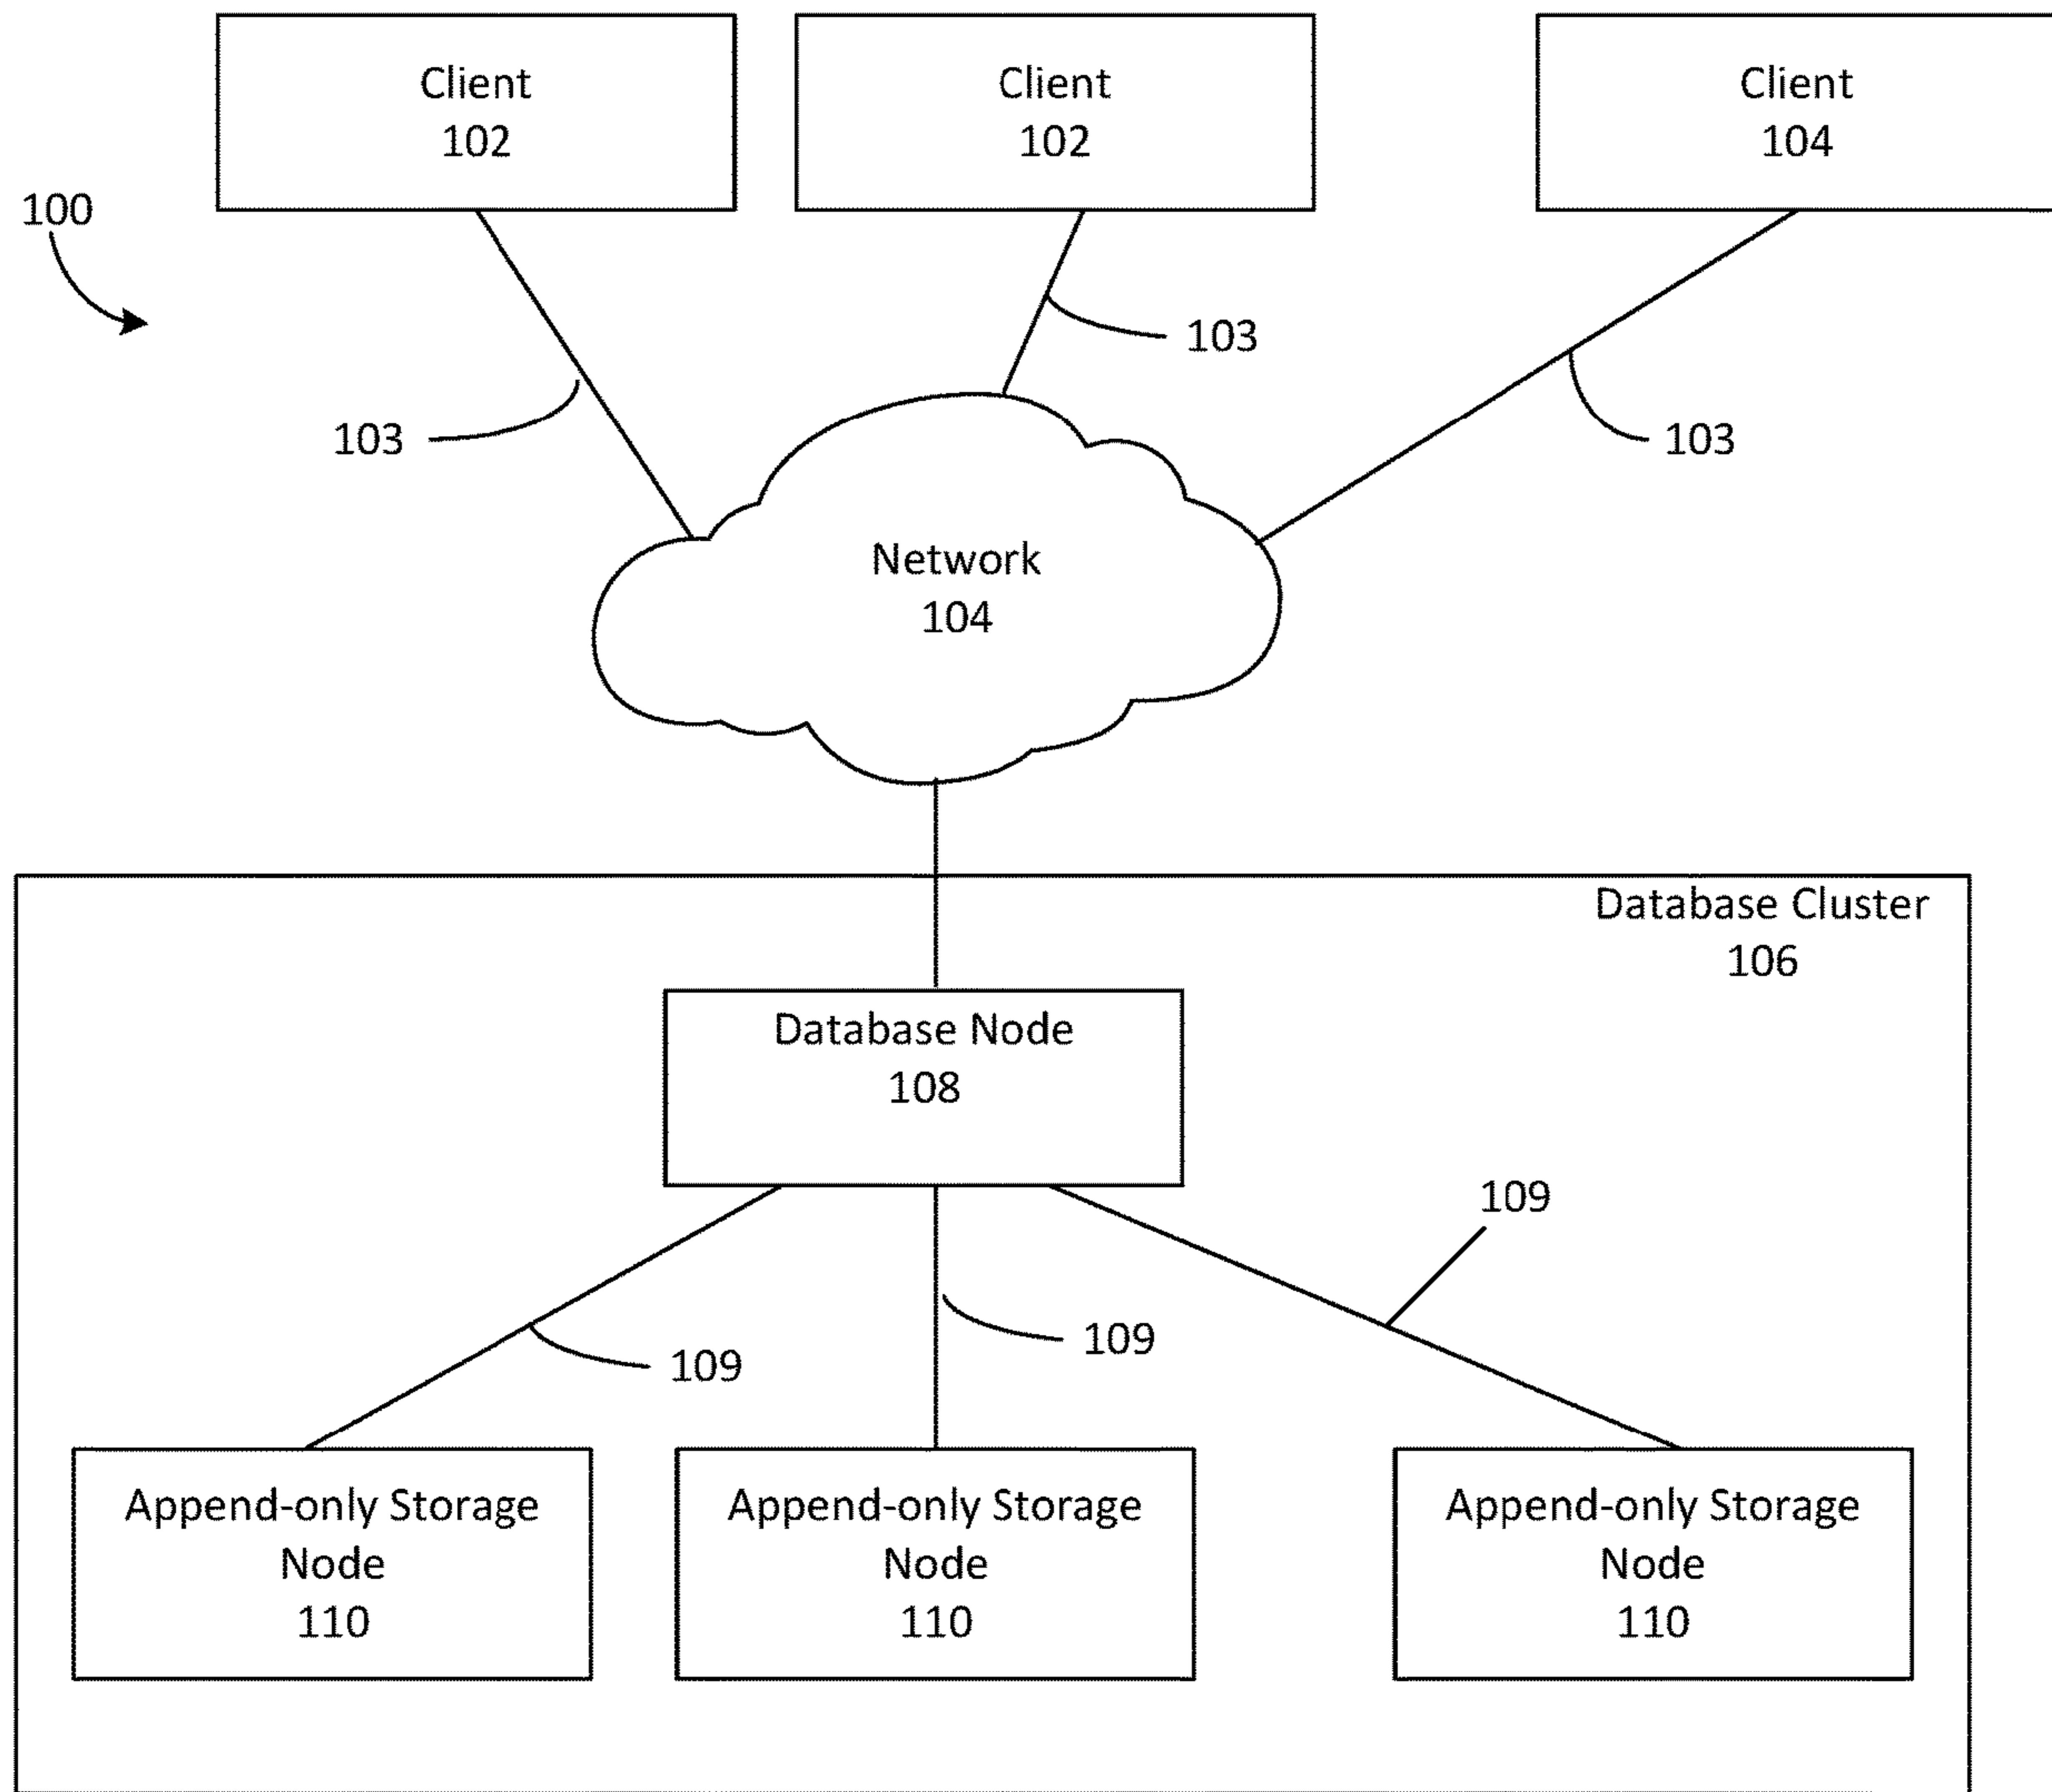 Client
102
Client
102
Client
104
100
103
103
103
Network
104
Database Cluster
106
Database Node
108
109
109
109
Append-only Storage
Node
110
Append-only Storage
Node
110
Append-only Storage
Node
110